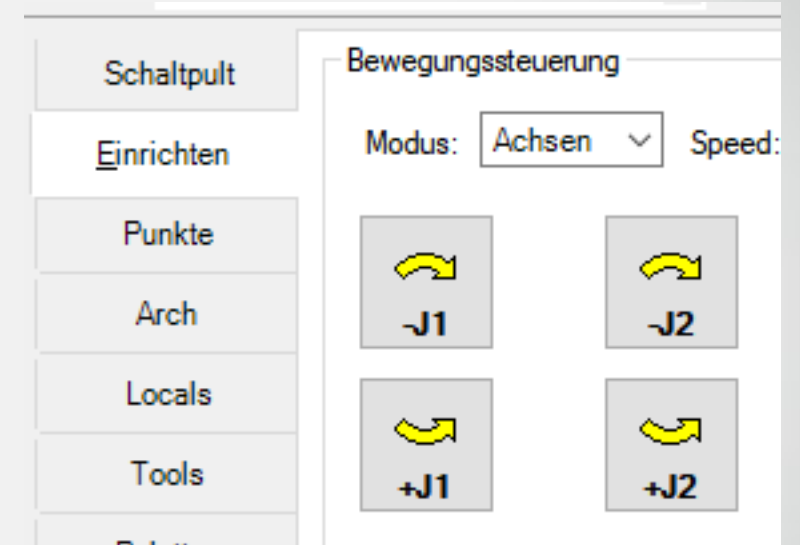 Schaltpult
Einrichten
Punkte
Arch
Locals
Tools
Bewegungssteuerung
Modus: Achsen Speed:
-J1 -J2
+J1 +J2